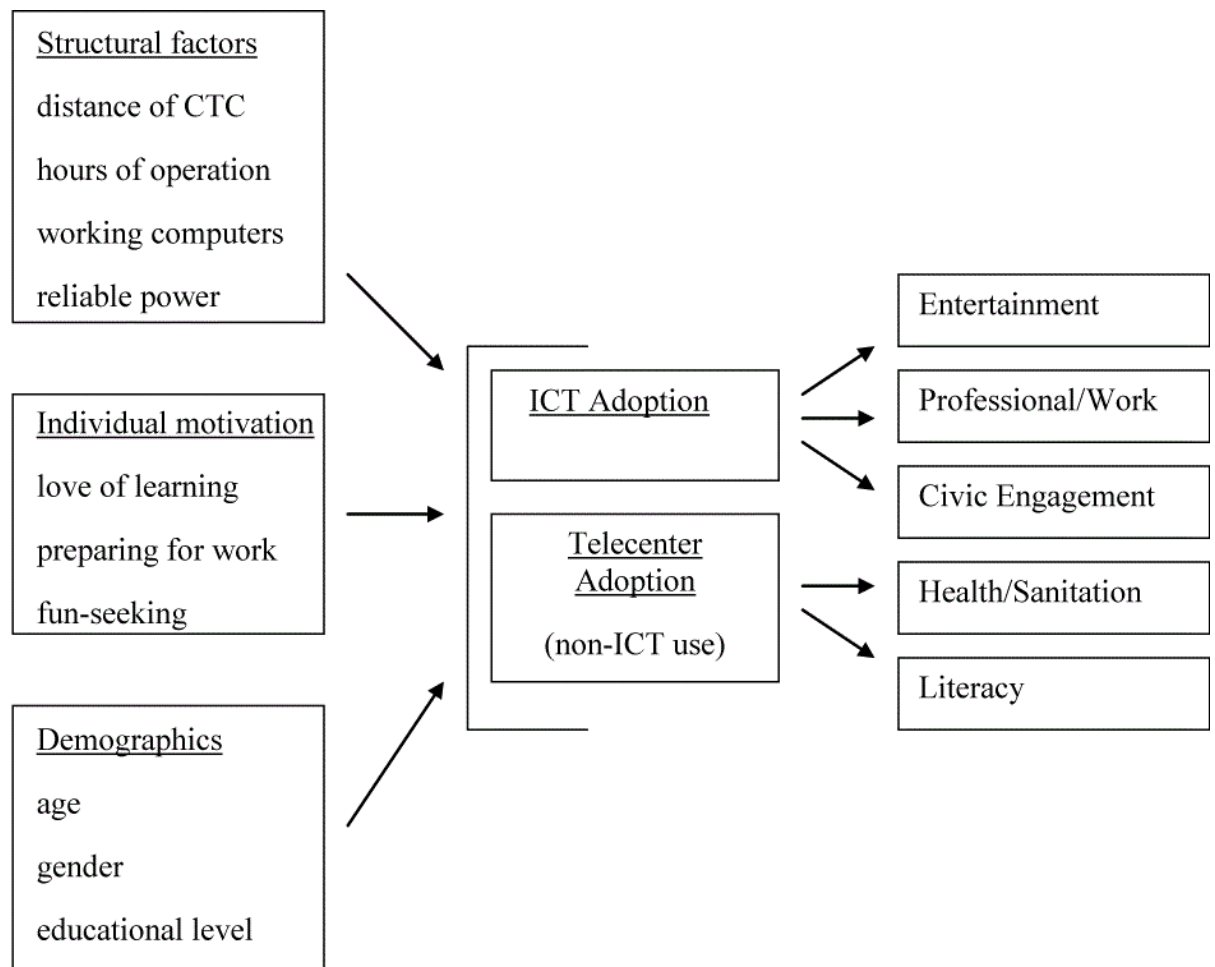 Structural factors
distance of CTC
hours of operation
working computers
reliable power
Individual motivation
love of learning
preparing for work
fun-seeking
Demographics
age
gender
educational level
ICT Adoption
Telecenter
Adoption
(non-ICT use)
Entertainment
Professional/Work
Civic Engagement
Health/Sanitation
Literacy